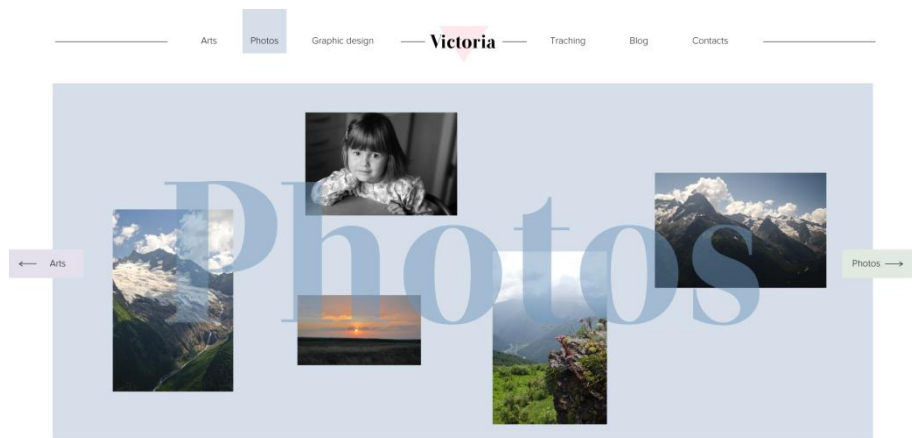 Arts Photos Graphic design Victoria Traching Blog Contacts
Photos
Arts
Photos